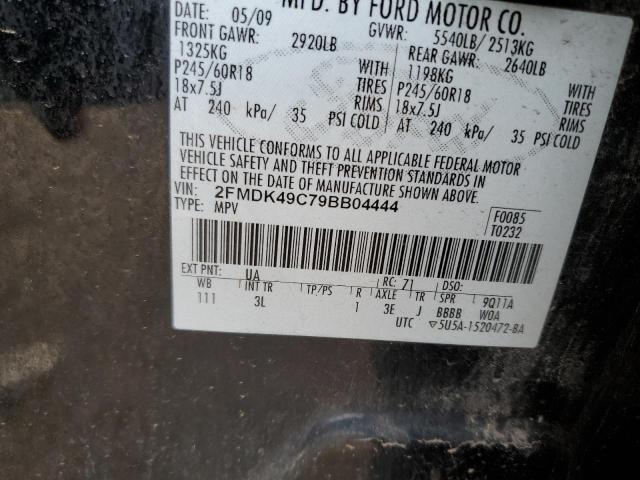 MFD. BY FORD MOTOR CO.
DATE: 05/09 GVWR: 5540LB/ 2513KG
FRONT GAWR: 2920LB REAR GAWR: 2640LB
1325KG 1198KG
P245/60R18 TIRES P245/60R18 TIRES
18x7.5J RIMS 18x7.5J RIMS
AT 240 kPa/ 35 PSI COLD AT 240 kPa/ 35 PSI COLD
THIS VEHICLE CONFORMS TO ALL APPLICABLE FEDERAL MOTOR
VEHICLE SAFETY AND THEFT PREVENTION STANDARDS IN
EFFECT ON THE DATE OF MANUFACTURE SHOWN ABOVE.
VIN: 2FMDK49C79BB04444
TYPE: MPV
F0085
T0232
EXT PNT: UA RC: 71 DSO:
WB INT TR TP/PS R AXLE TR SPR 9Q11A
111 3L 1 3E J BBBB WOA
UTC ▽5U5A-1520472-BA